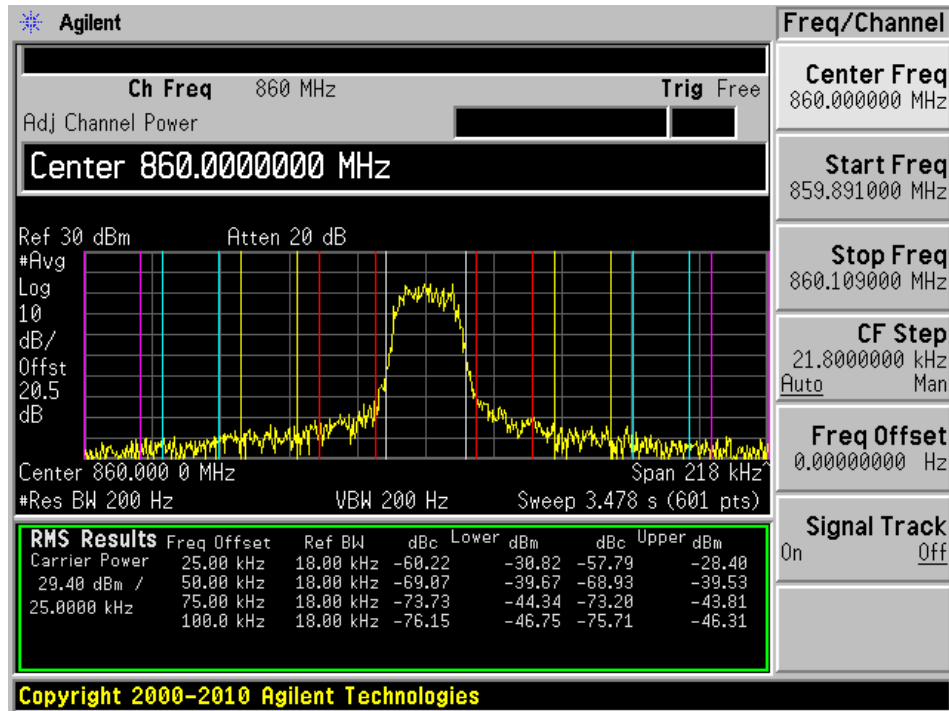 Agilent
Freq/Channel
Ch Freq 860 MHz Trig Free
Adj Channel Power
Center 860.0000000 MHz
Ref 30 dBm Atten 20 dB
#Avg
Log
10
dB/
Offst
20.5
dB
Center 860.000 0 MHz Span 218 kHz^
#Res BW 200 Hz VBW 200 Hz Sweep 3.478 s (601 pts)
RMS Results Freq Offset Ref BW dBc Lower dBm dBc Upper dBm
Carrier Power 25.00 kHz 18.00 kHz -60.22 -30.82 -57.79 -28.40
29.40 dBm / 50.00 kHz 18.00 kHz -69.07 -39.67 -68.93 -39.53
25.0000 kHz 75.00 kHz 18.00 kHz -73.73 -44.34 -73.20 -43.81
100.0 kHz 18.00 kHz -76.15 -46.75 -75.71 -46.31
Center Freq
860.000000 MHz
Start Freq
859.891000 MHz
Stop Freq
860.109000 MHz
CF Step
21.8000000 kHz
Auto Man
Freq Offset
0.00000000 Hz
Signal Track
On Off
Copyright 2000-2010 Agilent Technologies